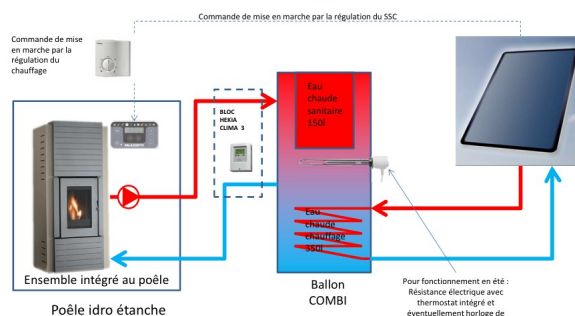 Commande de mise en marche par la régulation du SSC
Commande de mise
en marche par la
régulation du
chauffage
BLOC
HEKIA
CLIMA 3
Eau
chaude
sanitaire
150l
Eau
chaude
chauffage
350l
Ensemble intégré au poêle
Poêle idro étanche
Ballon
COMBI
Pour fonctionnement en été :
Résistance électrique avec
thermostat intégré et
éventuellement horloge de